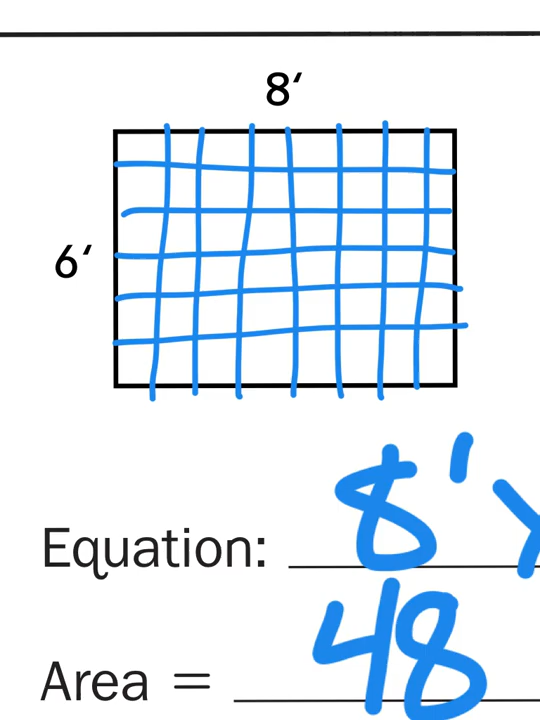 8′
6′
Equation: 8'x
Area = 48